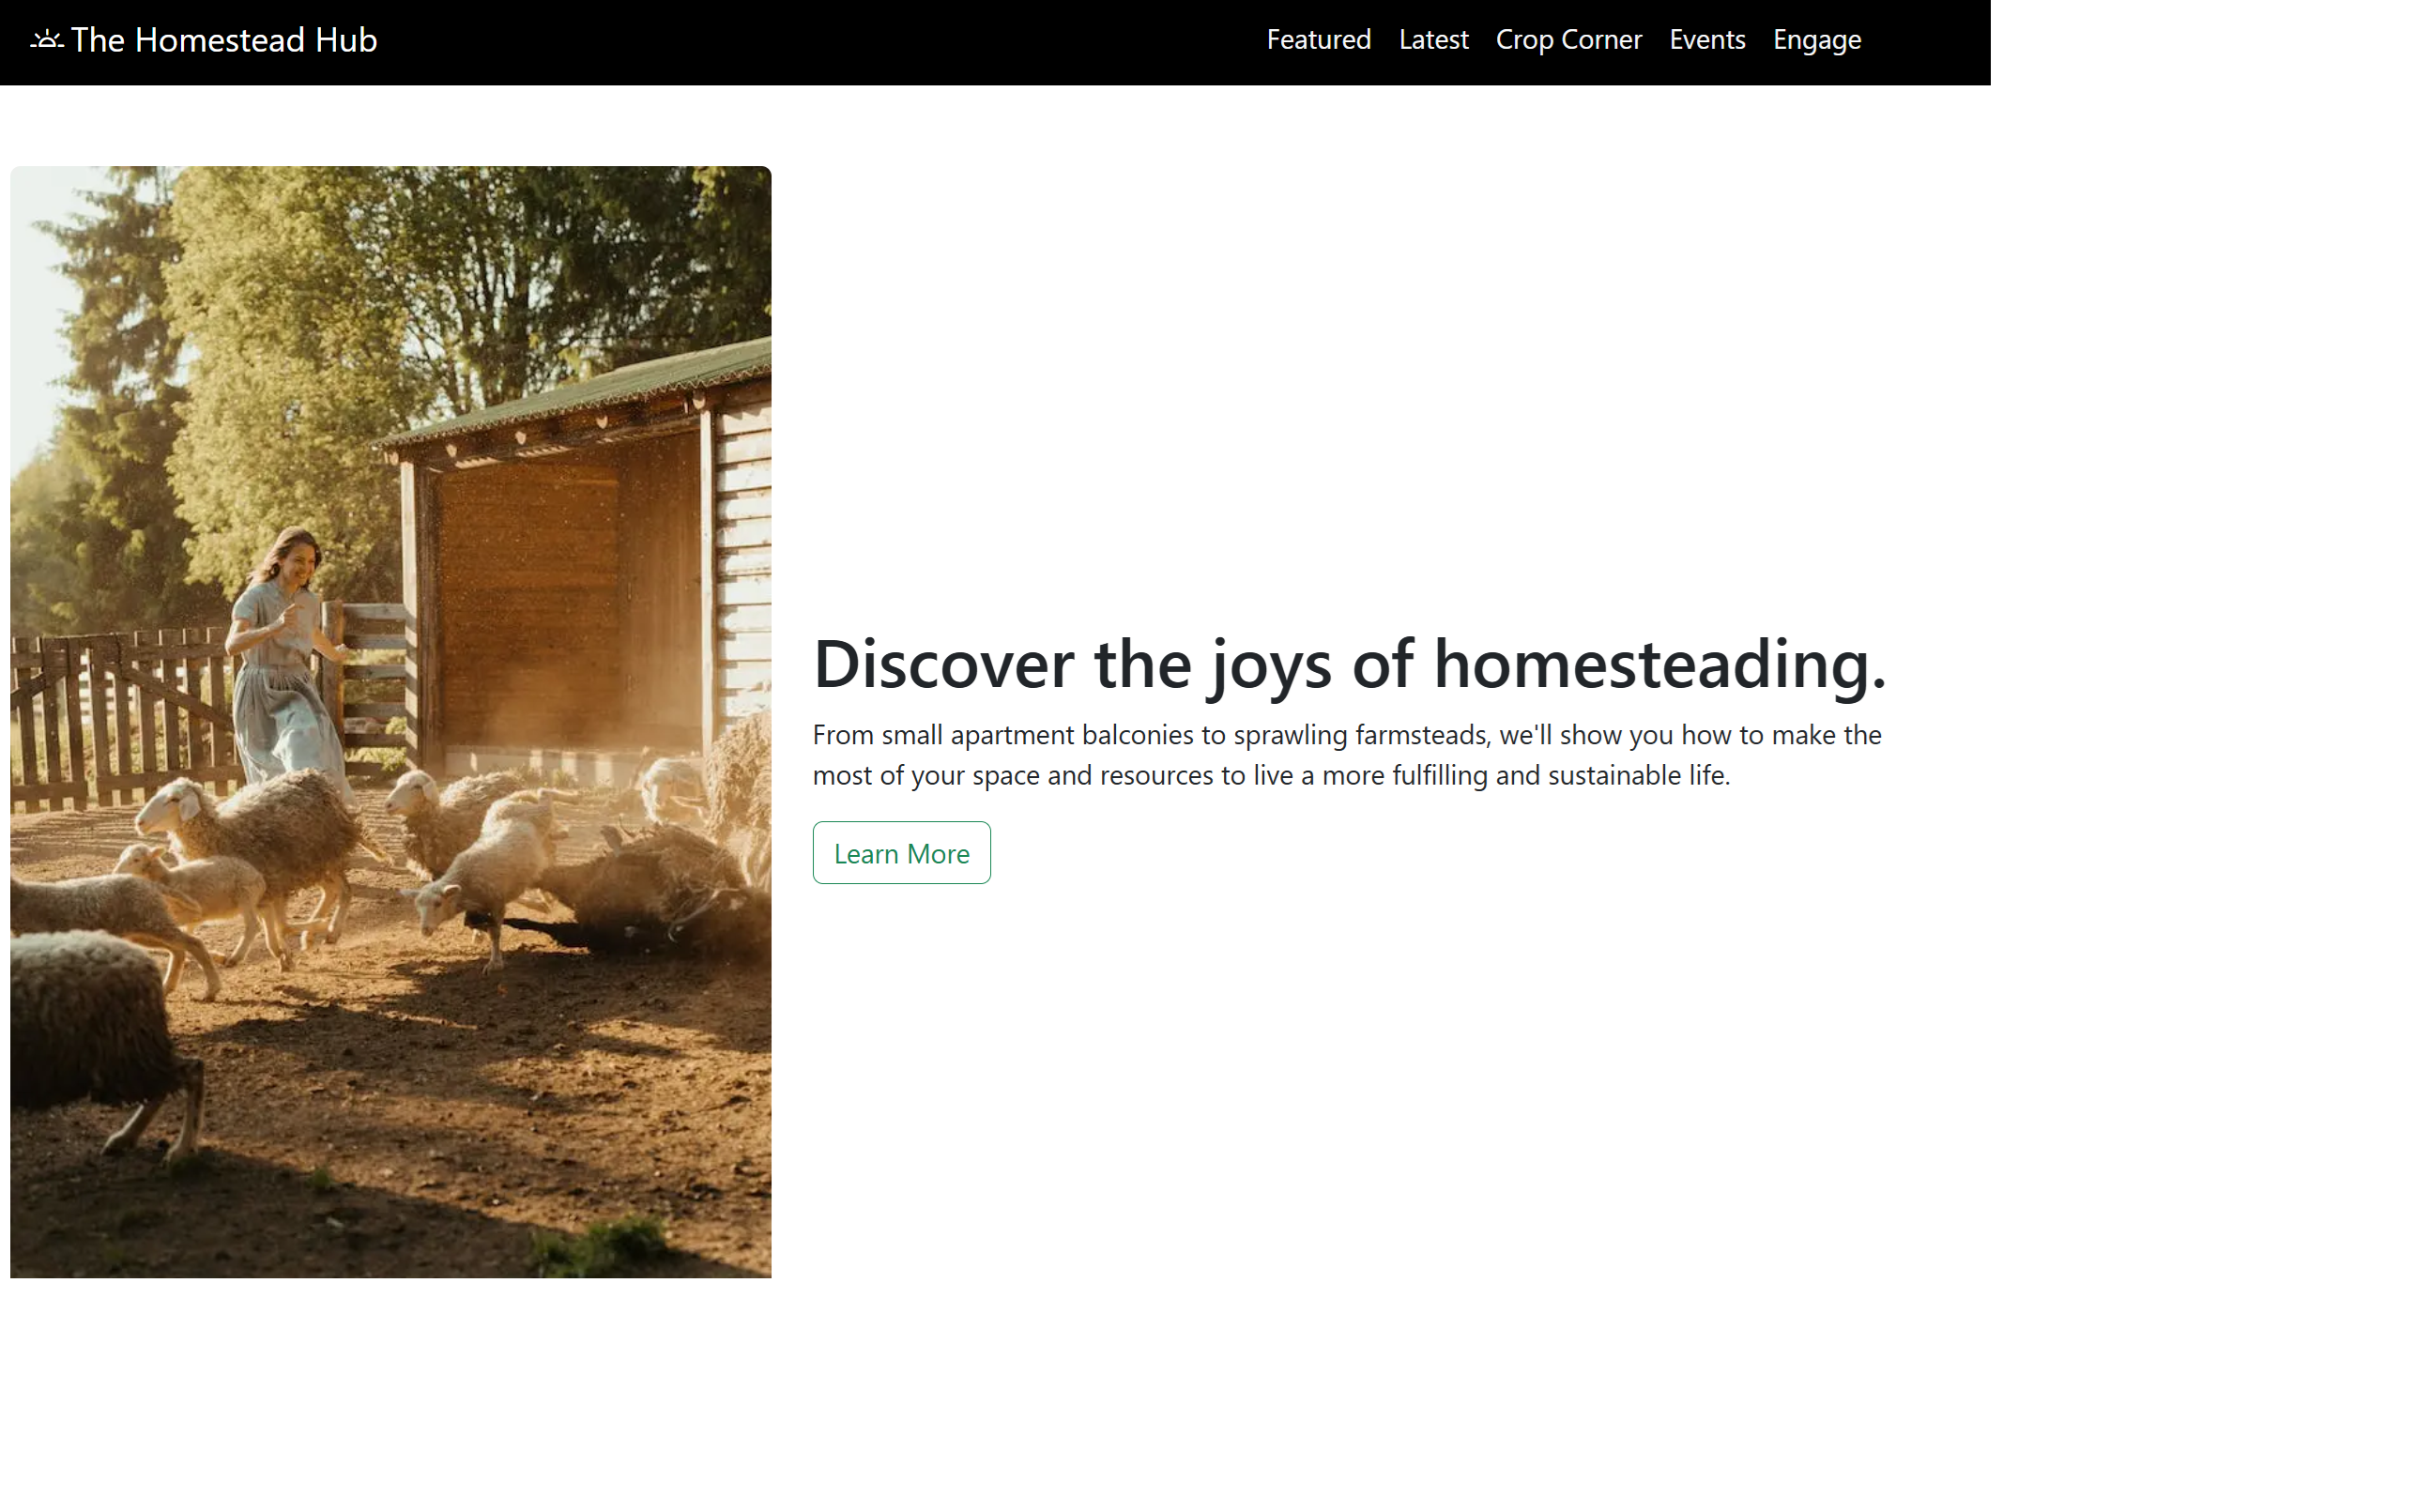 The Homestead Hub
Featured Latest Crop Corner Events Engage
Discover the joys of homesteading.
From small apartment balconies to sprawling farmsteads, we'll show you how to make the
most of your space and resources to live a more fulfilling and sustainable life.
Learn More